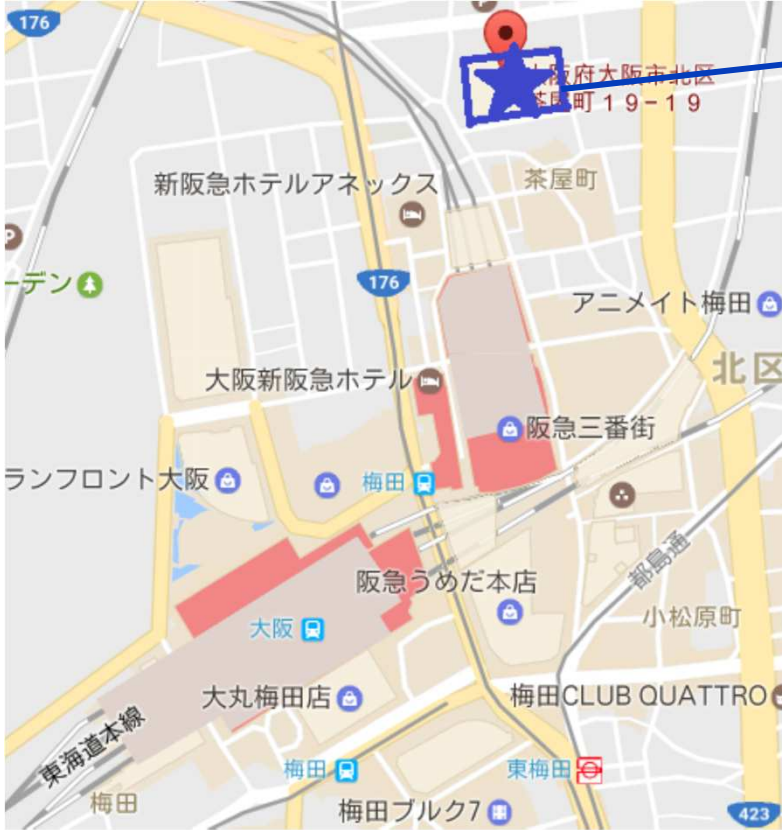 176
P
大阪府大阪市北区
茶屋町19-19
新阪急ホテルアネックス
茶屋町
P
ーデン
176
アニメイト梅田
大阪新阪急ホテル
北区
阪急三番街
ランフロント大阪
梅田
阪急うめだ本店
都島通
小松原町
大阪
大丸梅田店
梅田CLUB QUATTRO
東海道本線
梅田
東梅田
梅田
梅田ブルク7
423